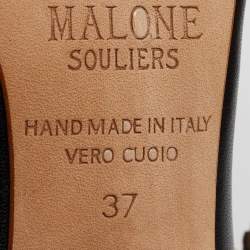 MALONE
SOULIERS
HAND MADE IN ITALY
VERO CUOIO
37